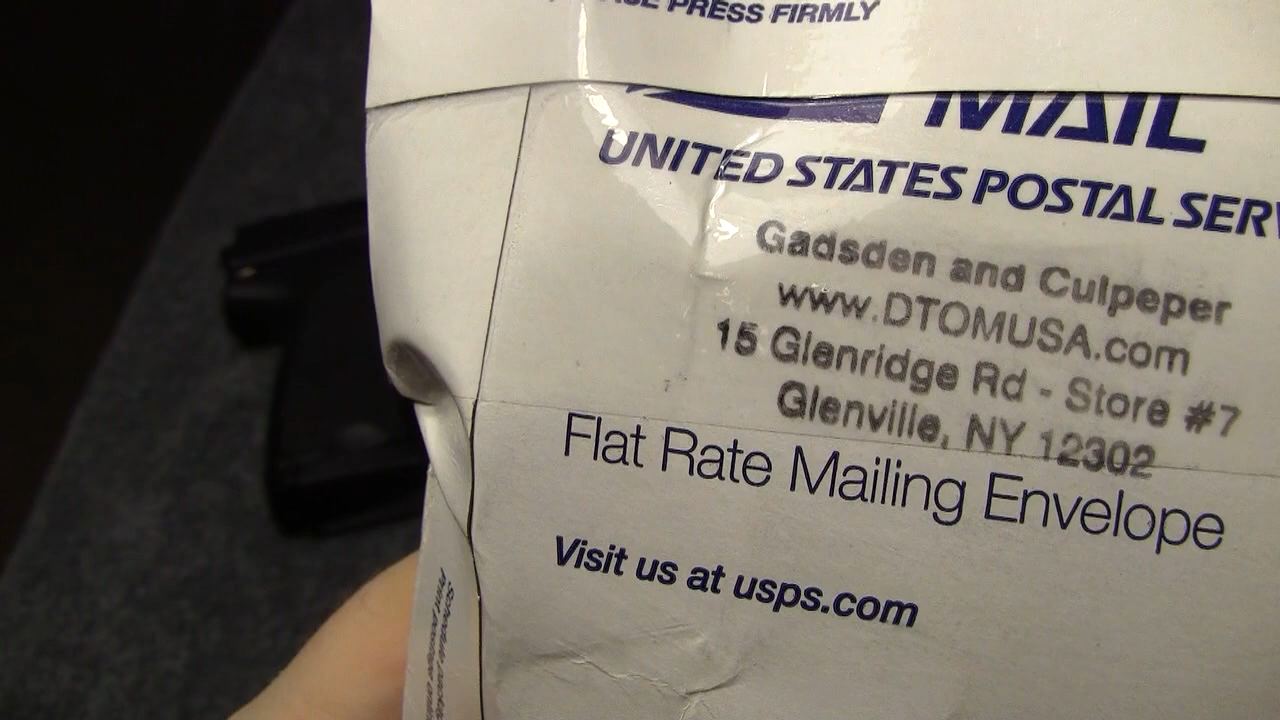 PRESS FIRMLY
MAIL
UNITED STATES POSTAL SERV
Gadsden and Culpeper
www.DTOMUSA.com
15 Glenridge Rd - Store #7
Glenville, NY 12302
Flat Rate Mailing Envelope
Visit us at usps.com